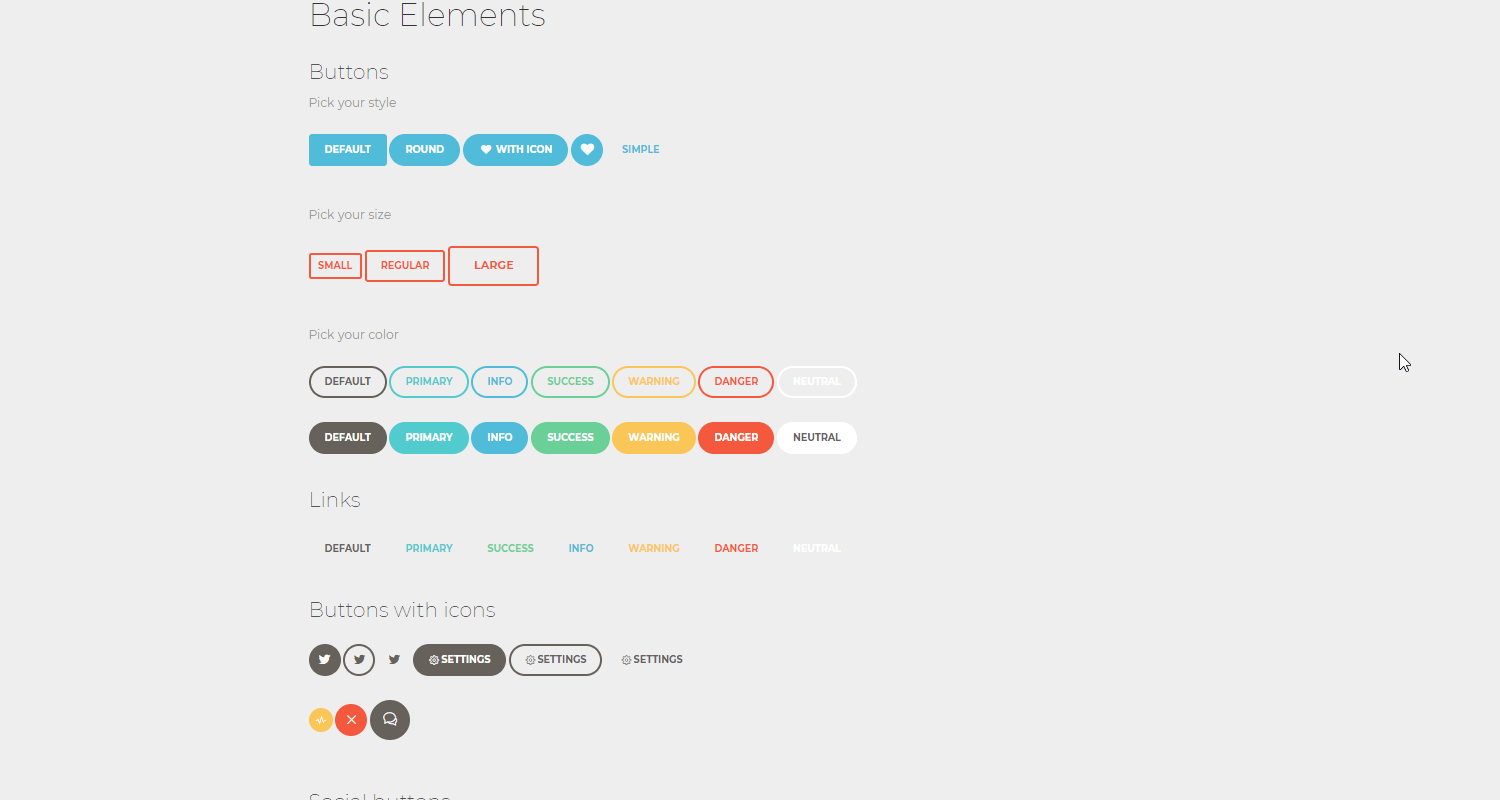 Basic Elements
Buttons
Pick your style
DEFAULT ROUND WITH ICON SIMPLE
Pick your size
SMALL REGULAR LARGE
Pick your color
DEFAULT PRIMARY INFO SUCCESS WARNING DANGER NEUTRAL
DEFAULT PRIMARY INFO SUCCESS WARNING DANGER NEUTRAL
Links
DEFAULT PRIMARY SUCCESS INFO WARNING DANGER NEUTRAL
Buttons with icons
SETTINGS SETTINGS SETTINGS
Social buttons